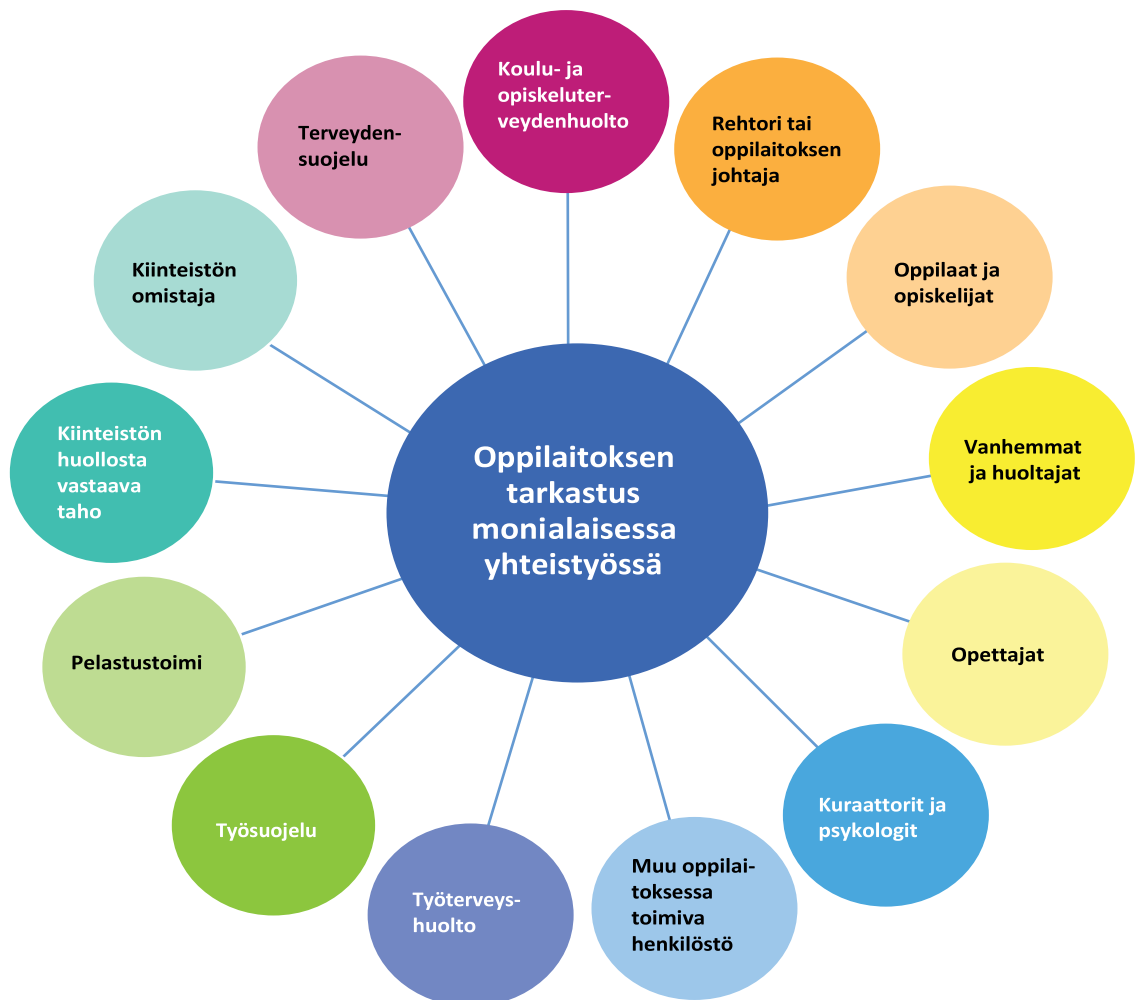 Koulu- ja
opiskeluter-
veydenhuolto
Rehtori tai
oppilaitoksen
johtaja
Oppilaat ja
opiskelijat
Vanhemmat
ja huoltajat
Opettajat
Kuraattorit ja
psykologit
Muu oppilai-
toksessa
toimiva
henkilöstö
Työterveys-
huolto
Työsuojelu
Pelastustoimi
Kiinteistön
huollosta
vastaava
taho
Kiinteistön
omistaja
Terveyden-
suojelu
Oppilaitoksen
tarkastus
monialaisessa
yhteistyössä